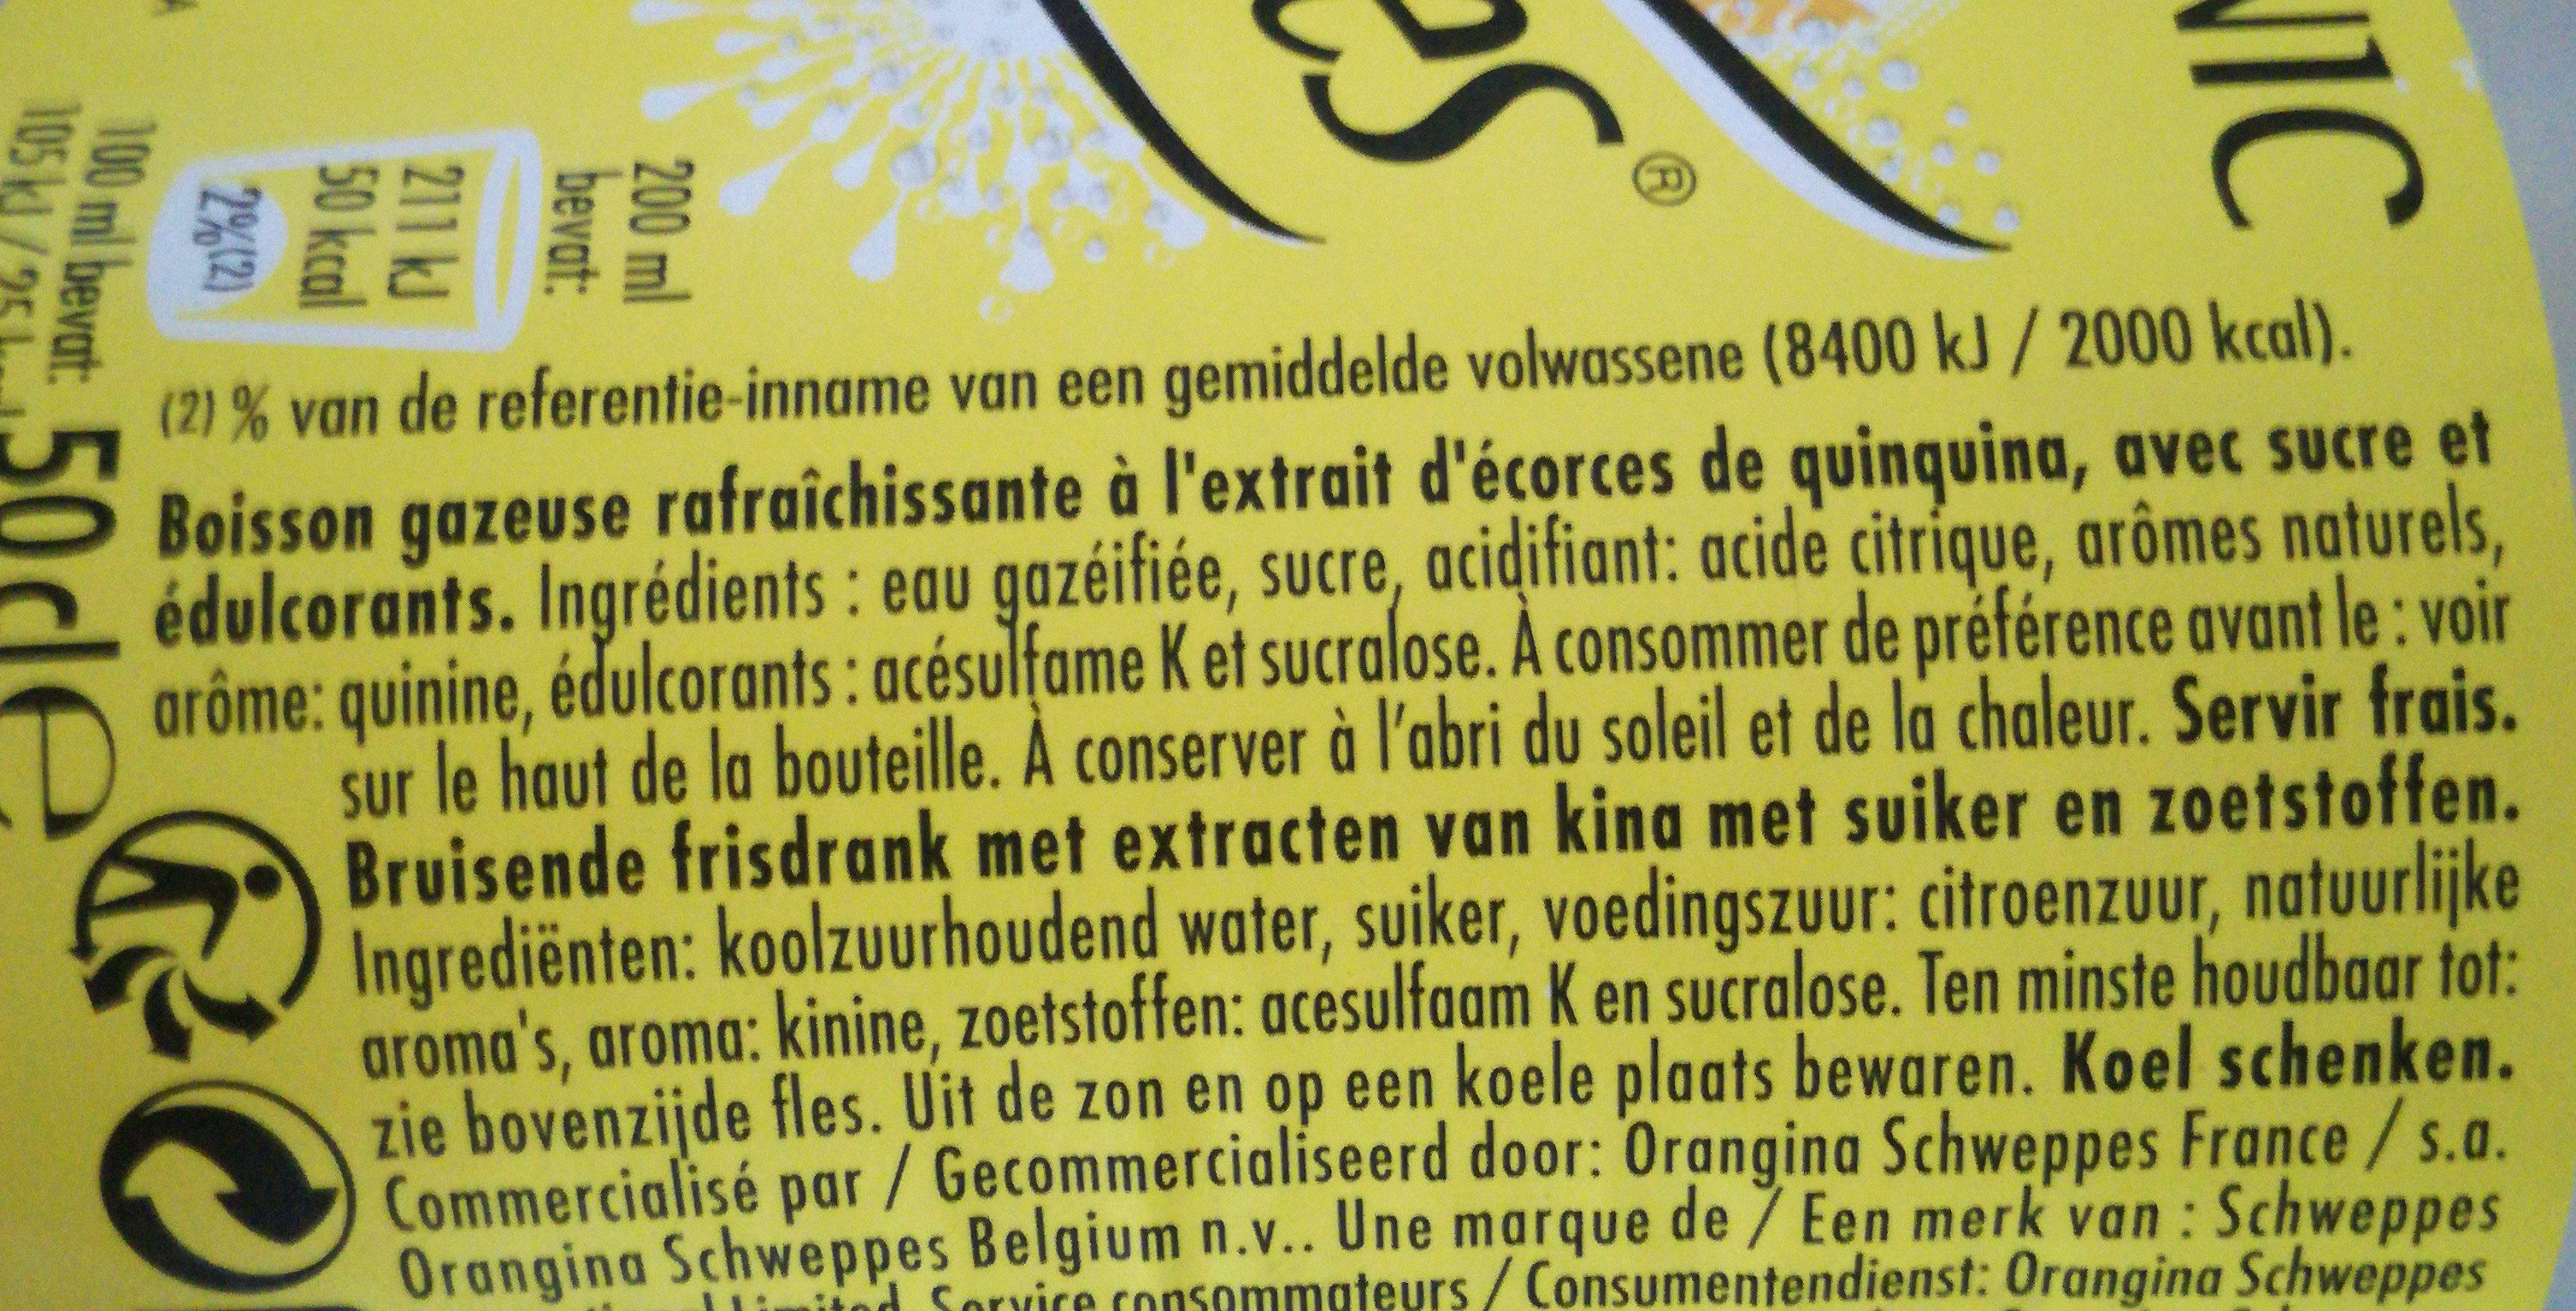 es®
NIC
200 ml
bevat:
211 kJ
50 kcal
2%(2)
100 ml bevat:
105 kJ /
50cl e
(2) % van de referentie-inname van een gemiddelde volwassene (8400 kJ / 2000 kcal).
Boisson gazeuse rafraîchissante à l'extrait d'écorces de quinquina, avec sucre et
édulcorants. Ingrédients : eau gazéifiée, sucre, acidifiant: acide citrique, arômes naturels,
arôme: quinine, édulcorants : acésulfame K et sucralose. À consommer de préférence avant le : voir
sur le haut de la bouteille. À conserver à l'abri du soleil et de la chaleur. Servir frais.
Bruisende frisdrank met extracten van kina met suiker en zoetstoffen.
Ingrediënten: koolzuurhoudend water, suiker, voedingszuur: citroenzuur, natuurlijke
aroma's, aroma: kinine, zoetstoffen: acesulfaam K en sucralose. Ten minste houdbaar tot:
zie bovenzijde fles. Uit de zon en op een koele plaats bewaren. Koel schenken.
Commercialisé par / Gecommercialiseerd door: Orangina Schweppes France / s.a.
Orangina Schweppes Belgium n.v.. Une marque de / Een merk van : Schweppes
Limited. Service consommateurs / Consumentendienst: Orangina Schweppes